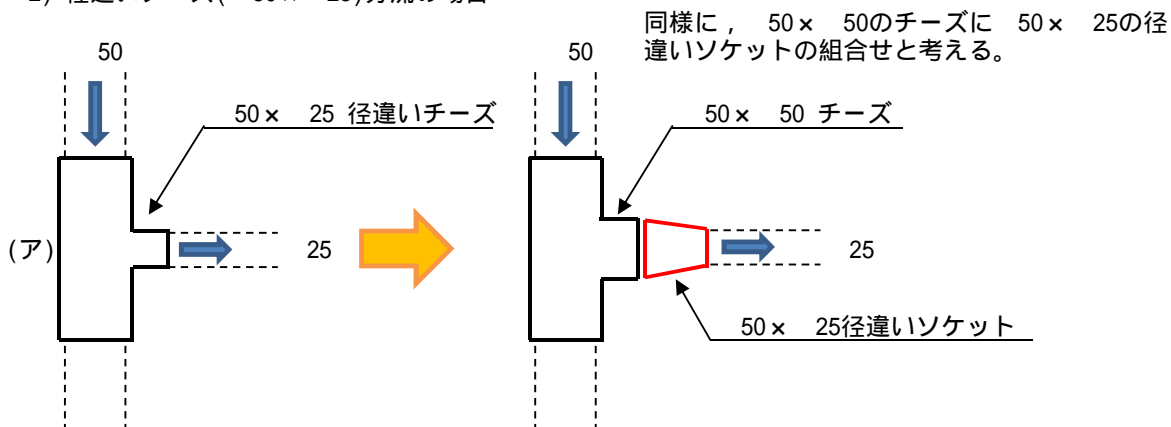 同様に， 50× 50のチーズに 50× 25の径
違いソケットの組合せと考える。
50
50× 25 径違いチーズ
(ア)
25
50
50× 50 チーズ
25
50× 25径違いソケット